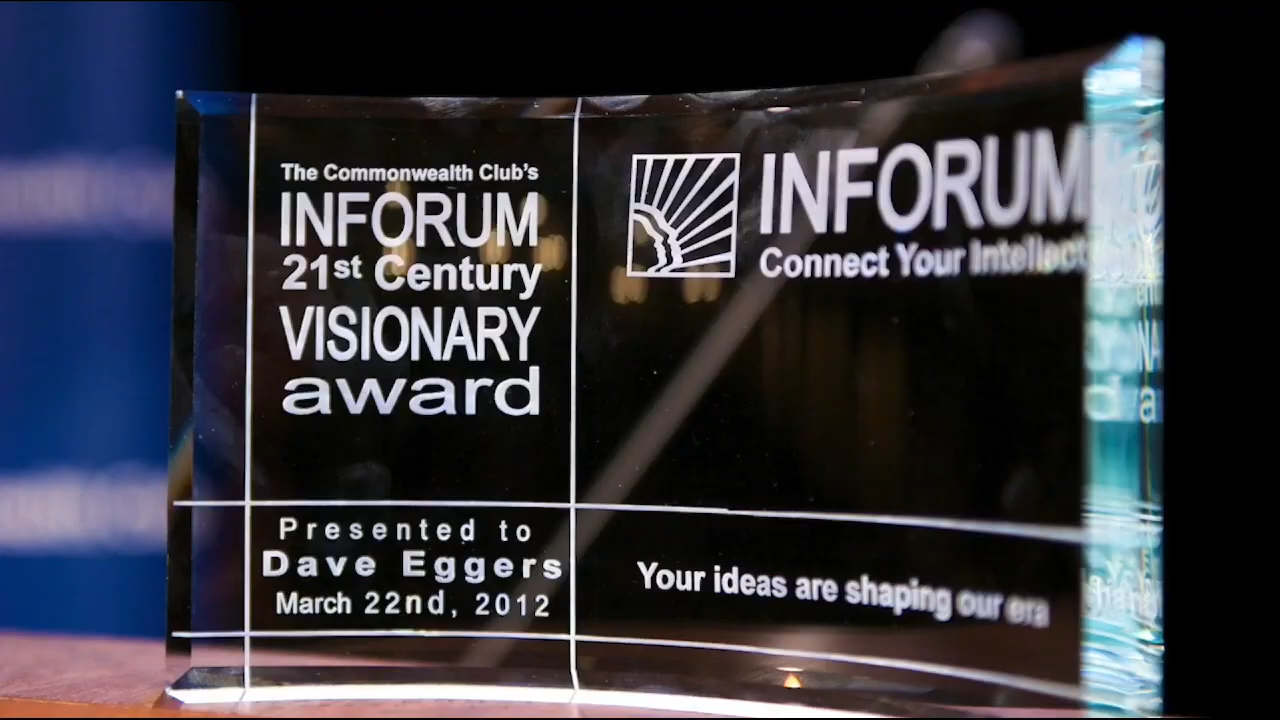 The Commonwealth Club's
INFORUM
21st Century
VISIONARY
award
Presented to
Dave Eggers
March 22nd, 2012
INFORUM
Connect Your Intellect
Your ideas are shaping our era